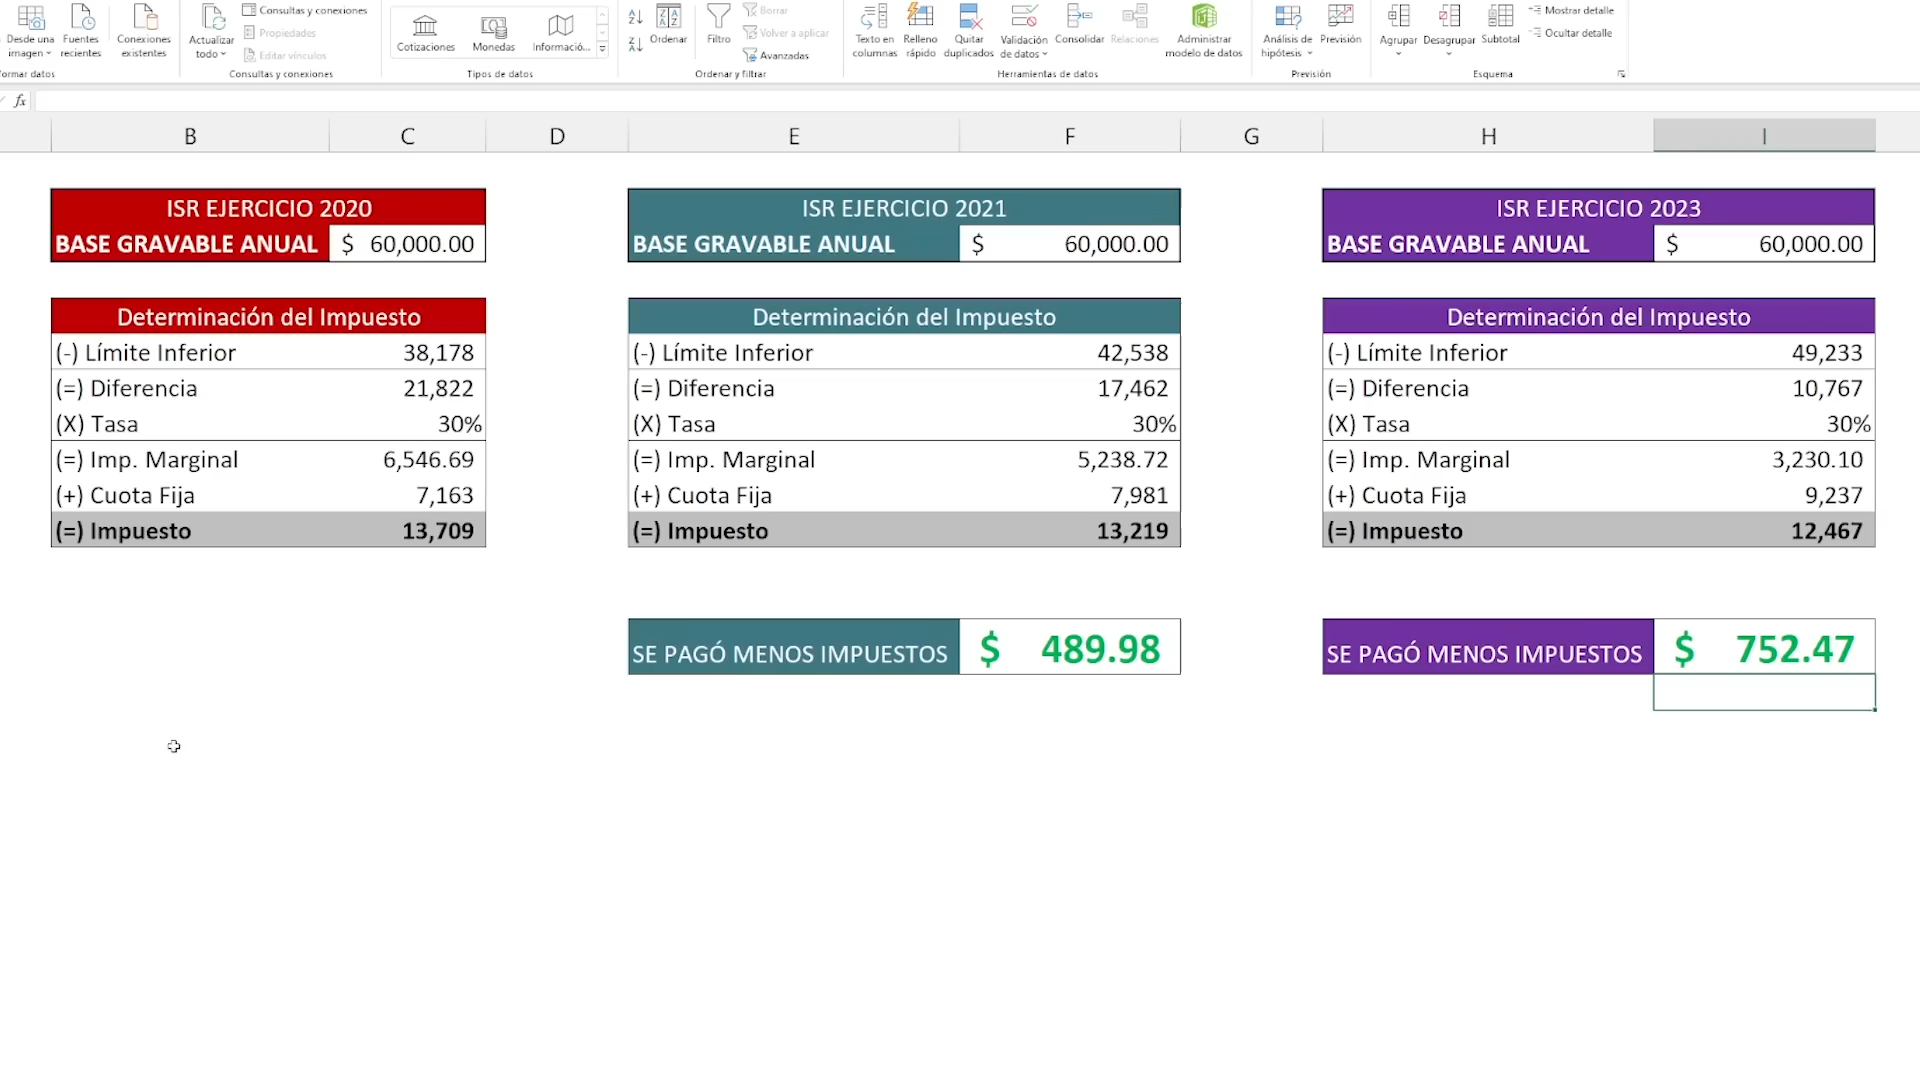 Desde una imagen
Fuentes recientes
Conexiones existentes
Actualizar todo
Consultas y conexiones
Propiedades
Editar vínculos
Cotizaciones
Monedas
Informació...
Ordenar
Filtro
Borrar
Volver a aplicar
Avanzadas
Texto en columnas
Relleno rápido
Quitar duplicados
Validación de datos
Consolidar
Relaciones
Administrar modelo de datos
Análisis de hipótesis
Previsión
Agrupar
Desagrupar
Subtotal
Mostrar detalle
Ocultar detalle
ormar datos
Consultas y conexiones
Tipos de datos
Ordenar y filtrar
Herramientas de datos
Previsión
Esquema
fx
B C D E F G H I
ISR EJERCICIO 2020
BASE GRAVABLE ANUAL $ 60,000.00
Determinación del Impuesto
(-) Límite Inferior 38,178
(=) Diferencia 21,822
(X) Tasa 30%
(=) Imp. Marginal 6,546.69
(+) Cuota Fija 7,163
(=) Impuesto 13,709
ISR EJERCICIO 2021
BASE GRAVABLE ANUAL $ 60,000.00
Determinación del Impuesto
(-) Límite Inferior 42,538
(=) Diferencia 17,462
(X) Tasa 30%
(=) Imp. Marginal 5,238.72
(+) Cuota Fija 7,981
(=) Impuesto 13,219
SE PAGÓ MENOS IMPUESTOS $ 489.98
ISR EJERCICIO 2023
BASE GRAVABLE ANUAL $ 60,000.00
Determinación del Impuesto
(-) Límite Inferior 49,233
(=) Diferencia 10,767
(X) Tasa 30%
(=) Imp. Marginal 3,230.10
(+) Cuota Fija 9,237
(=) Impuesto 12,467
SE PAGÓ MENOS IMPUESTOS $ 752.47